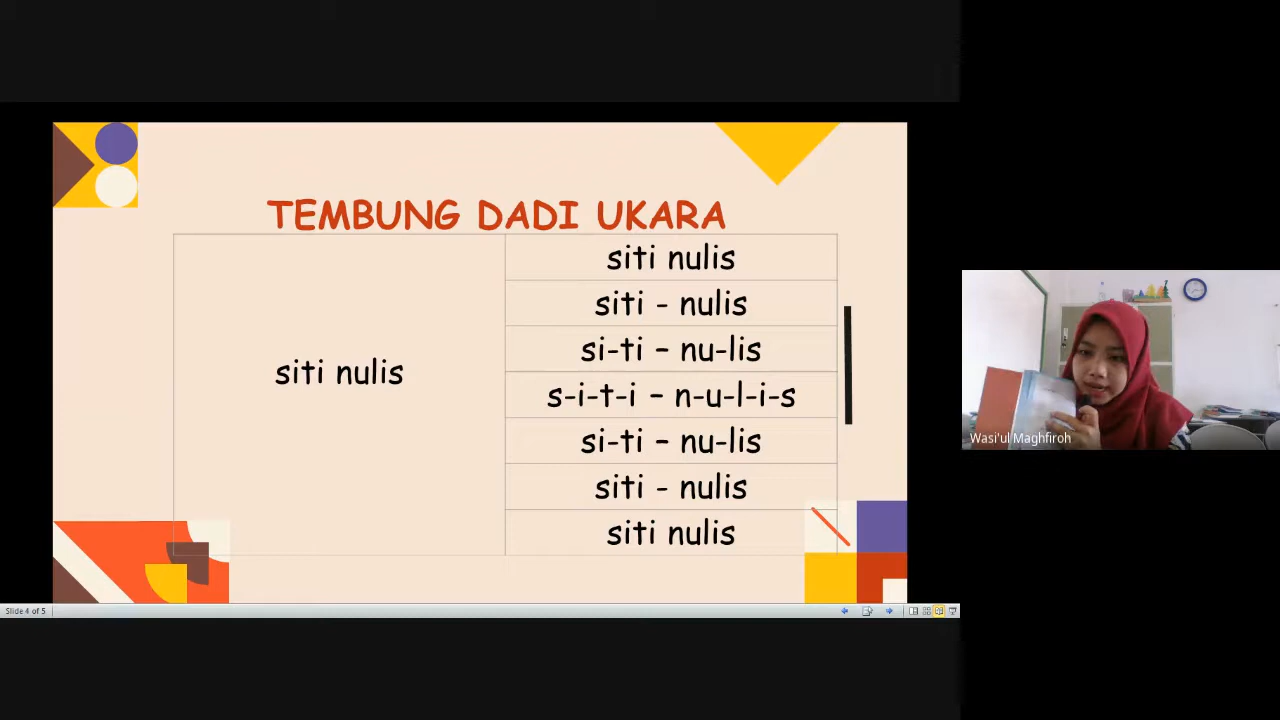 TEMBUNG DADI UKARA
siti nulis
siti nulis
siti - nulis
si-ti – nu-lis
s-i-t-i – n-u-l-i-s
si-ti – nu-lis
siti - nulis
siti nulis
Wasi'ul Maghfiroh
Slide 4 of 5